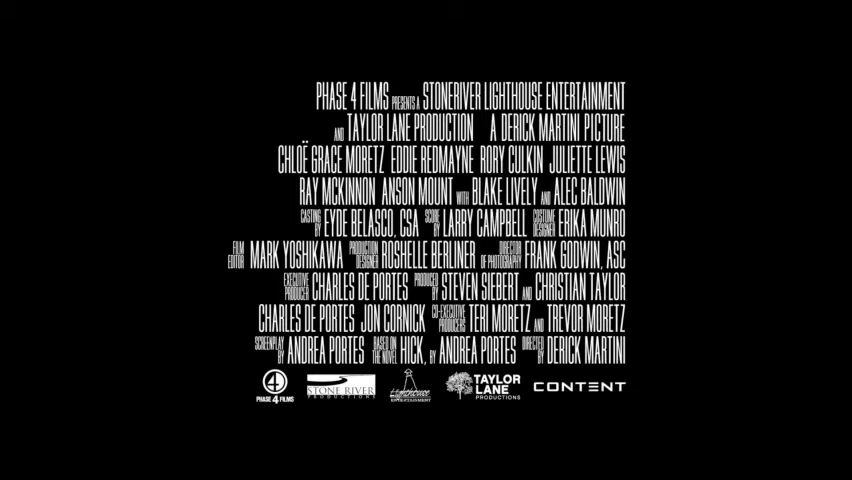 PHASE 4 FILMS PRESENTS A STONERIVER LIGHTHOUSE ENTERTAINMENT
AND TAYLOR LANE PRODUCTION A DERICK MARTINI PICTURE
CHLOË GRACE MORETZ EDDIE REDMAYNE RORY CULKIN JULIETTE LEWIS
RAY MCKINNON ANSON MOUNT WITH BLAKE LIVELY AND ALEC BALDWIN
CASTING BY EYDE BELASCO, CSA SCORE BY LARRY CAMPBELL COSTUME DESIGNER ERIKA MUNRO
FILM EDITOR MARK YOSHIKAWA PRODUCTION DESIGNER ROSHELLE BERLINER DIRECTOR OF PHOTOGRAPHY FRANK GODWIN, ASC
EXECUTIVE PRODUCER CHARLES DE PORTES PRODUCED BY STEVEN SIEBERT AND CHRISTIAN TAYLOR
CHARLES DE PORTES JON CORNICK CO-EXECUTIVE PRODUCERS TERI MORETZ AND TREVOR MORETZ
SCREENPLAY BY ANDREA PORTES BASED ON THE NOVEL HICK, BY ANDREA PORTES DIRECTED BY DERICK MARTINI
4 PHASE 4 FILMS
STONE RIVER PRODUCTIONS
Lighthouse ENTERTAINMENT
TAYLOR LANE PRODUCTIONS
CONTENT